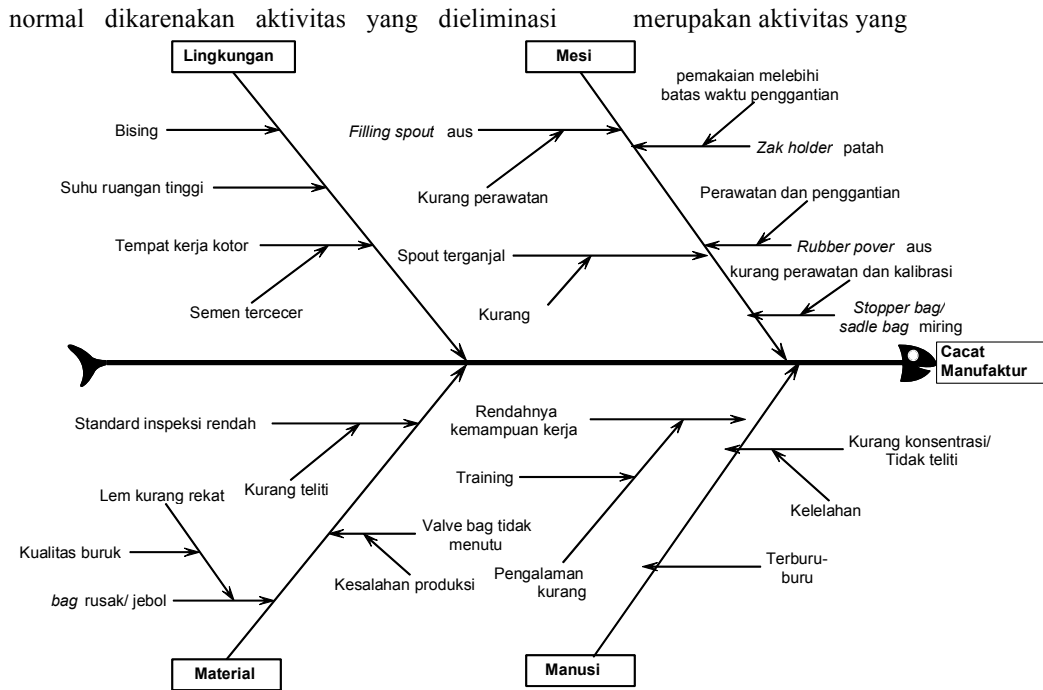 normal dikarenakan aktivitas yang dieliminasi merupakan aktivitas yang
Lingkungan
Mesi
pemakaian melebihi
batas waktu penggantian
Bising
Filling spout aus
Zak holder patah
Suhu ruangan tinggi
Kurang perawatan
Perawatan dan penggantian
Tempat kerja kotor
Spout terganjal
Rubber pover aus
kurang perawatan dan kalibrasi
Semen tercecer
Kurang
Stopper bag/
sadle bag miring
Cacat
Manufaktur
Standard inspeksi rendah
Rendahnya
kemampuan kerja
Kurang konsentrasi/
Tidak teliti
Kurang teliti
Training
Lem kurang rekat
Kelelahan
Valve bag tidak
menutu
Kualitas buruk
Kesalahan produksi
Pengalaman
kurang
Terburu-
buru
bag rusak/ jebol
Material
Manusi